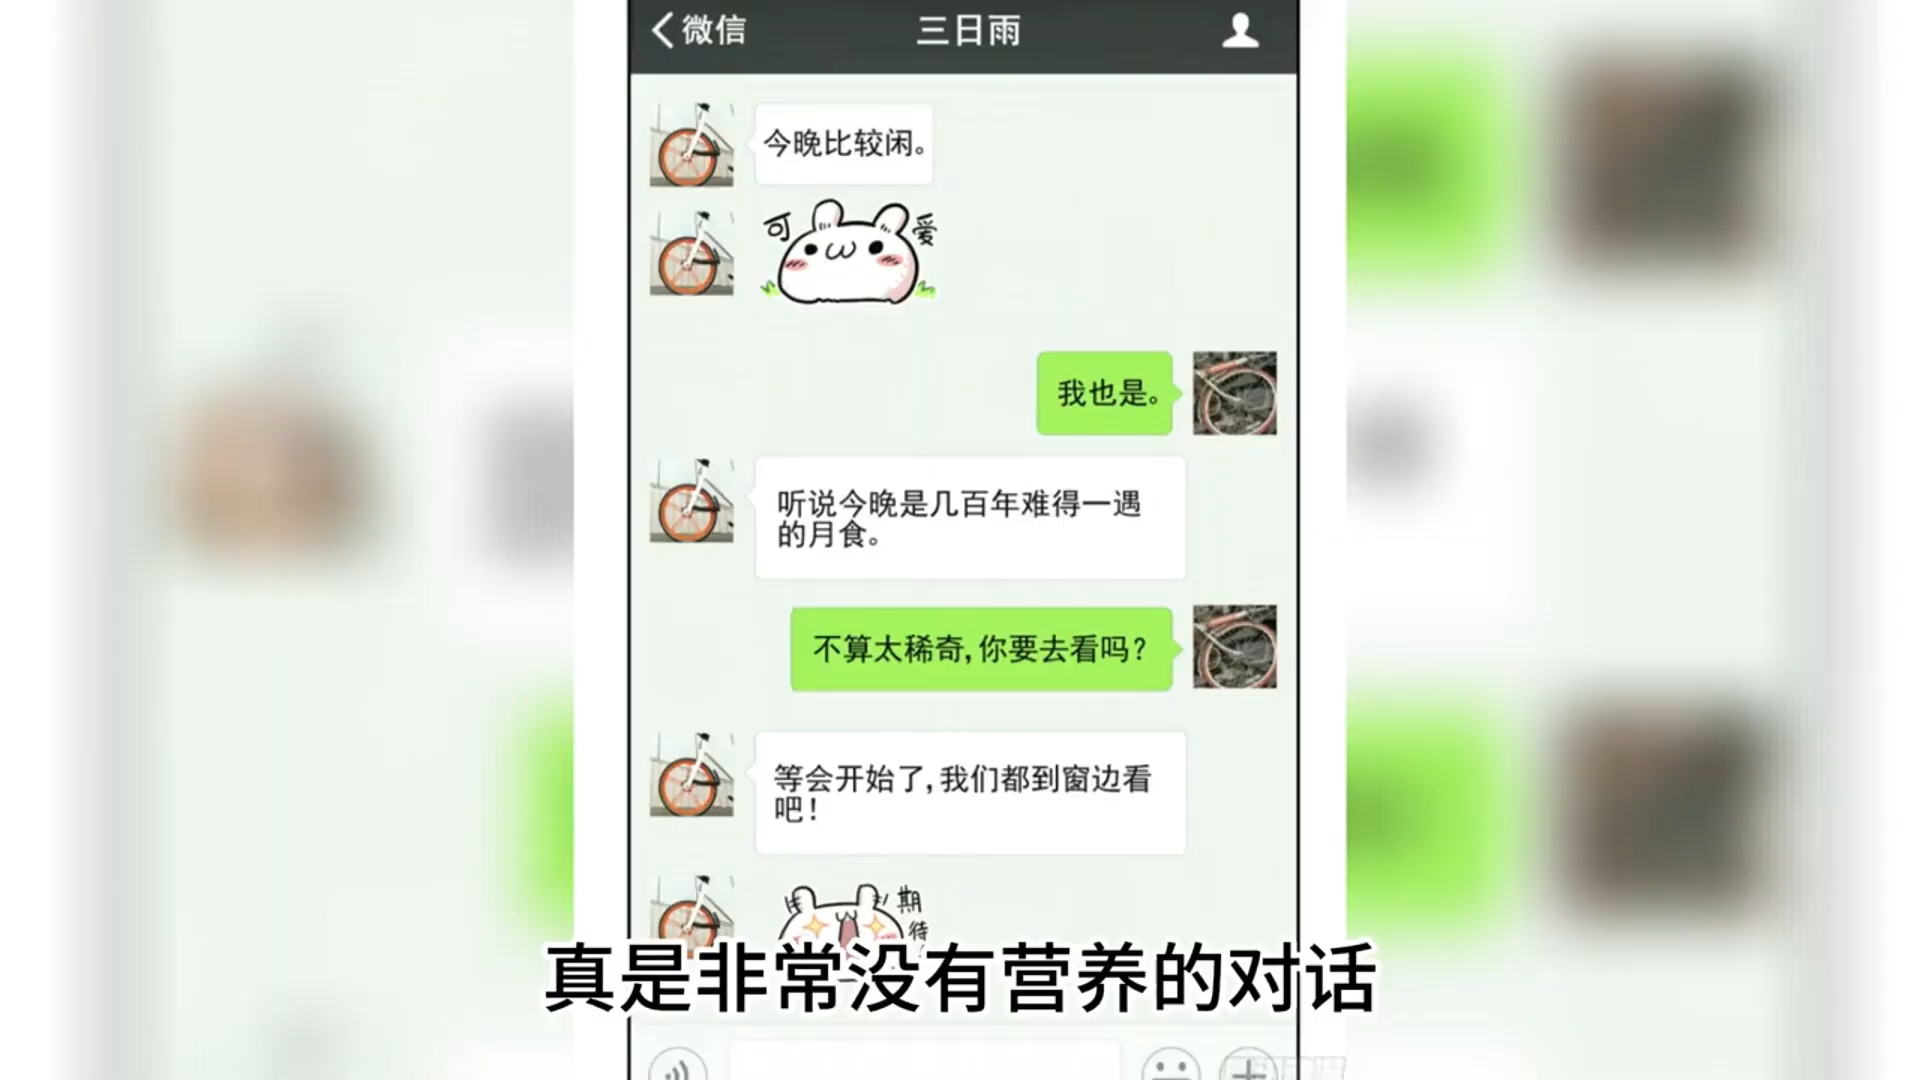 微信
三日雨
今晚比较闲。
可爱
我也是。
听说今晚是几百年难得一遇
的月食。
不算太稀奇,你要去看吗?
等会开始了,我们都到窗边看
吧!
期待
真是非常没有营养的对话